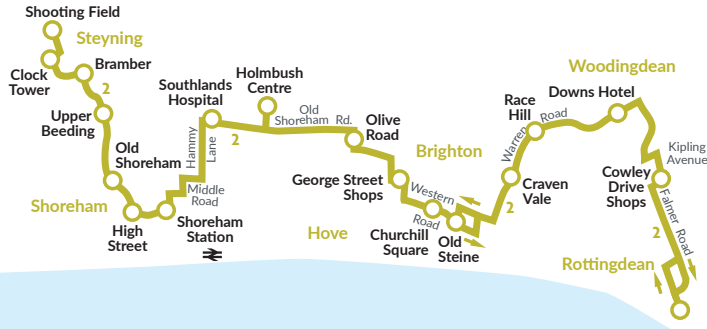 Shooting Field
Steyning
Clock
Tower
Bramber
2
Upper
Beeding
Old
Shoreham
Shoreham
High
Street
Shoreham
Station
Middle
Road
Hammy
Lane
Southlands
Hospital
2
Holmbush
Centre
Old
Shoreham Rd.
Olive
Road
George Street
Shops
Hove
Western
Road
Churchill
Square
Old
Steine
Brighton
2
Craven
Vale
Warren
Road
Race
Hill
Downs Hotel
Woodingdean
Kipling
Avenue
Cowley
Drive
Shops
Falmer Road
2
Rottingdean